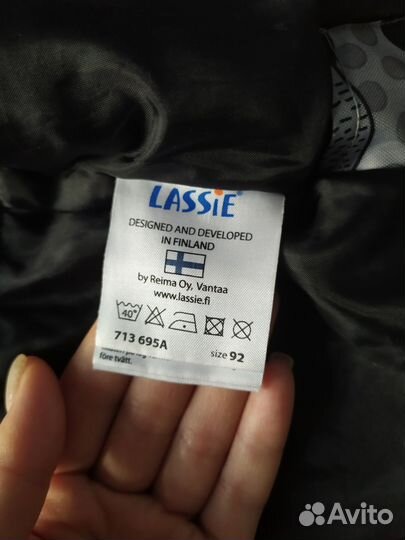 LASSIE®
DESIGNED AND DEVELOPED
IN FINLAND
by Reima Oy, Vantaa
www.lassie.fi
40°
713 695A size 92
före tvätt.
Avito